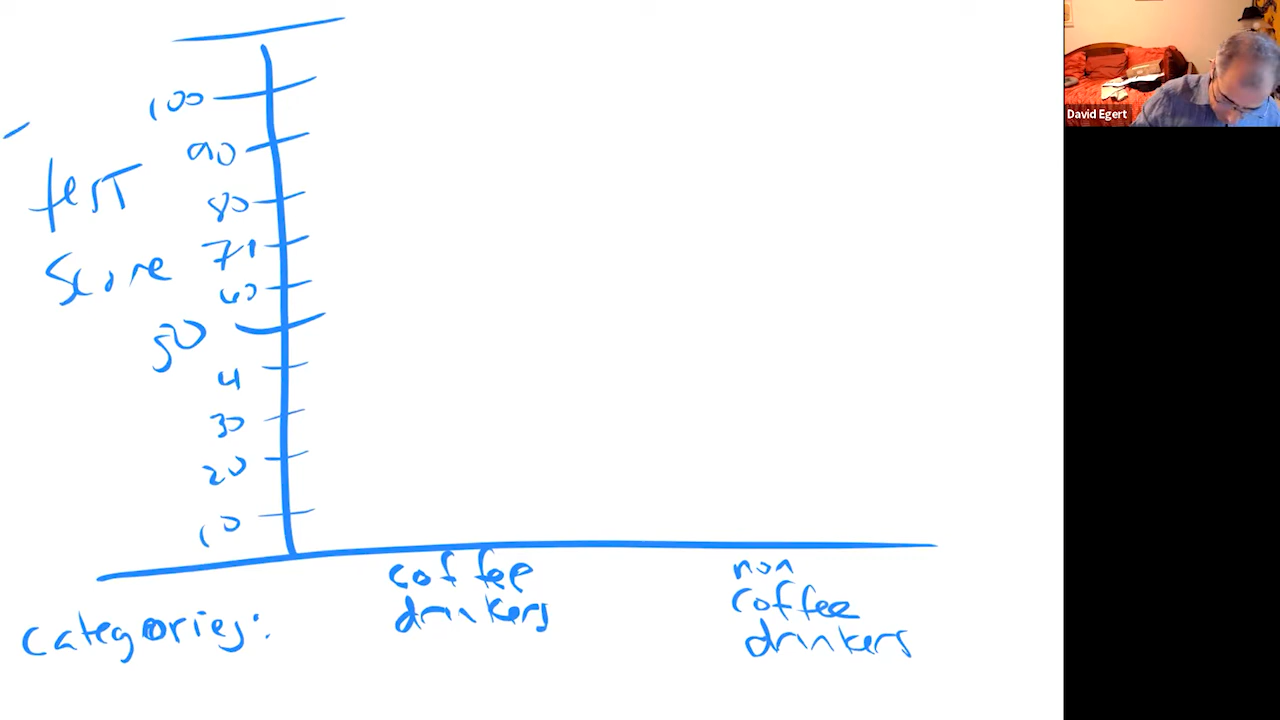 100
90
test
80
score
71
60
50
4
30
20
10
coffee
drinkers
non
coffee
drinkers
categories:
David Egert